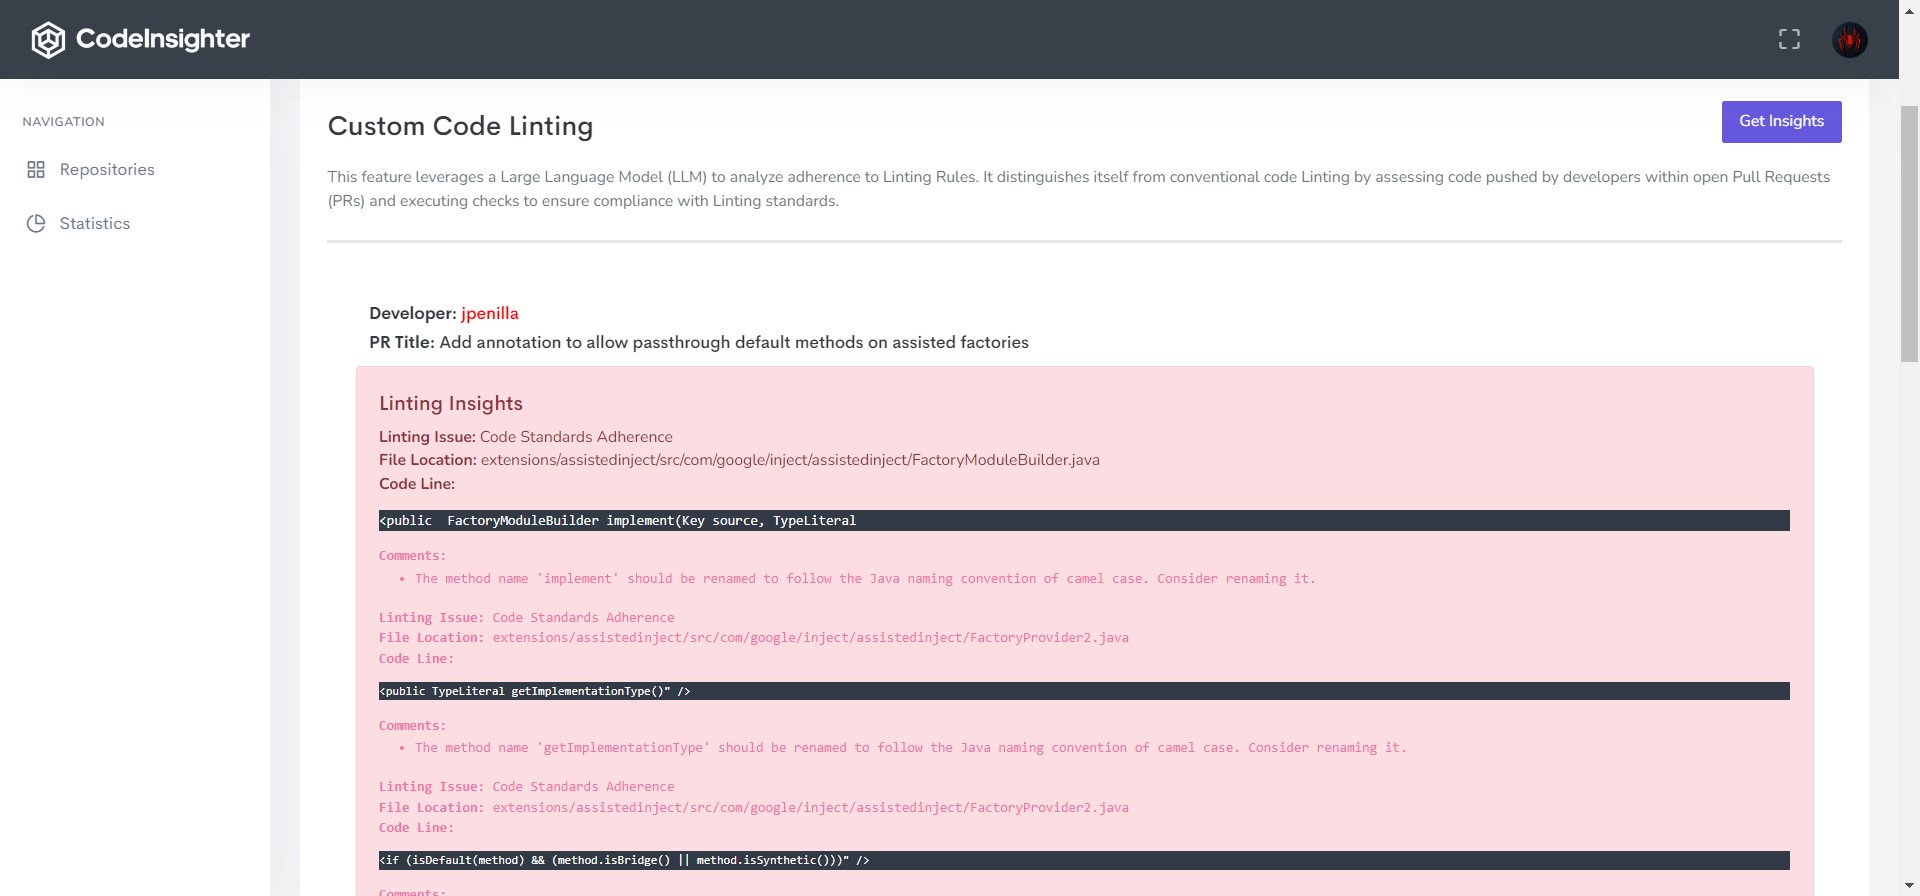 CodeInsighter
NAVIGATION
Repositories
Statistics
Custom Code Linting
Get Insights
This feature leverages a Large Language Model (LLM) to analyze adherence to Linting Rules. It distinguishes itself from conventional code Linting by assessing code pushed by developers within open Pull Requests
(PRs) and executing checks to ensure compliance with Linting standards.
Developer: jpenilla
PR Title: Add annotation to allow passthrough default methods on assisted factories
Linting Insights
Linting Issue: Code Standards Adherence
File Location: extensions/assistedinject/src/com/google/inject/assistedinject/FactoryModuleBuilder.java
Code Line:
<public  FactoryModuleBuilder implement(Key source, TypeLiteral
Comments:
• The method name 'implement' should be renamed to follow the Java naming convention of camel case. Consider renaming it.
Linting Issue: Code Standards Adherence
File Location: extensions/assistedinject/src/com/google/inject/assistedinject/FactoryProvider2.java
Code Line:
<public TypeLiteral getImplementationType()" />
Comments:
• The method name 'getImplementationType' should be renamed to follow the Java naming convention of camel case. Consider renaming it.
Linting Issue: Code Standards Adherence
File Location: extensions/assistedinject/src/com/google/inject/assistedinject/FactoryProvider2.java
Code Line:
<if (isDefault(method) && (method.isBridge() || method.isSynthetic()))" />
Comments: